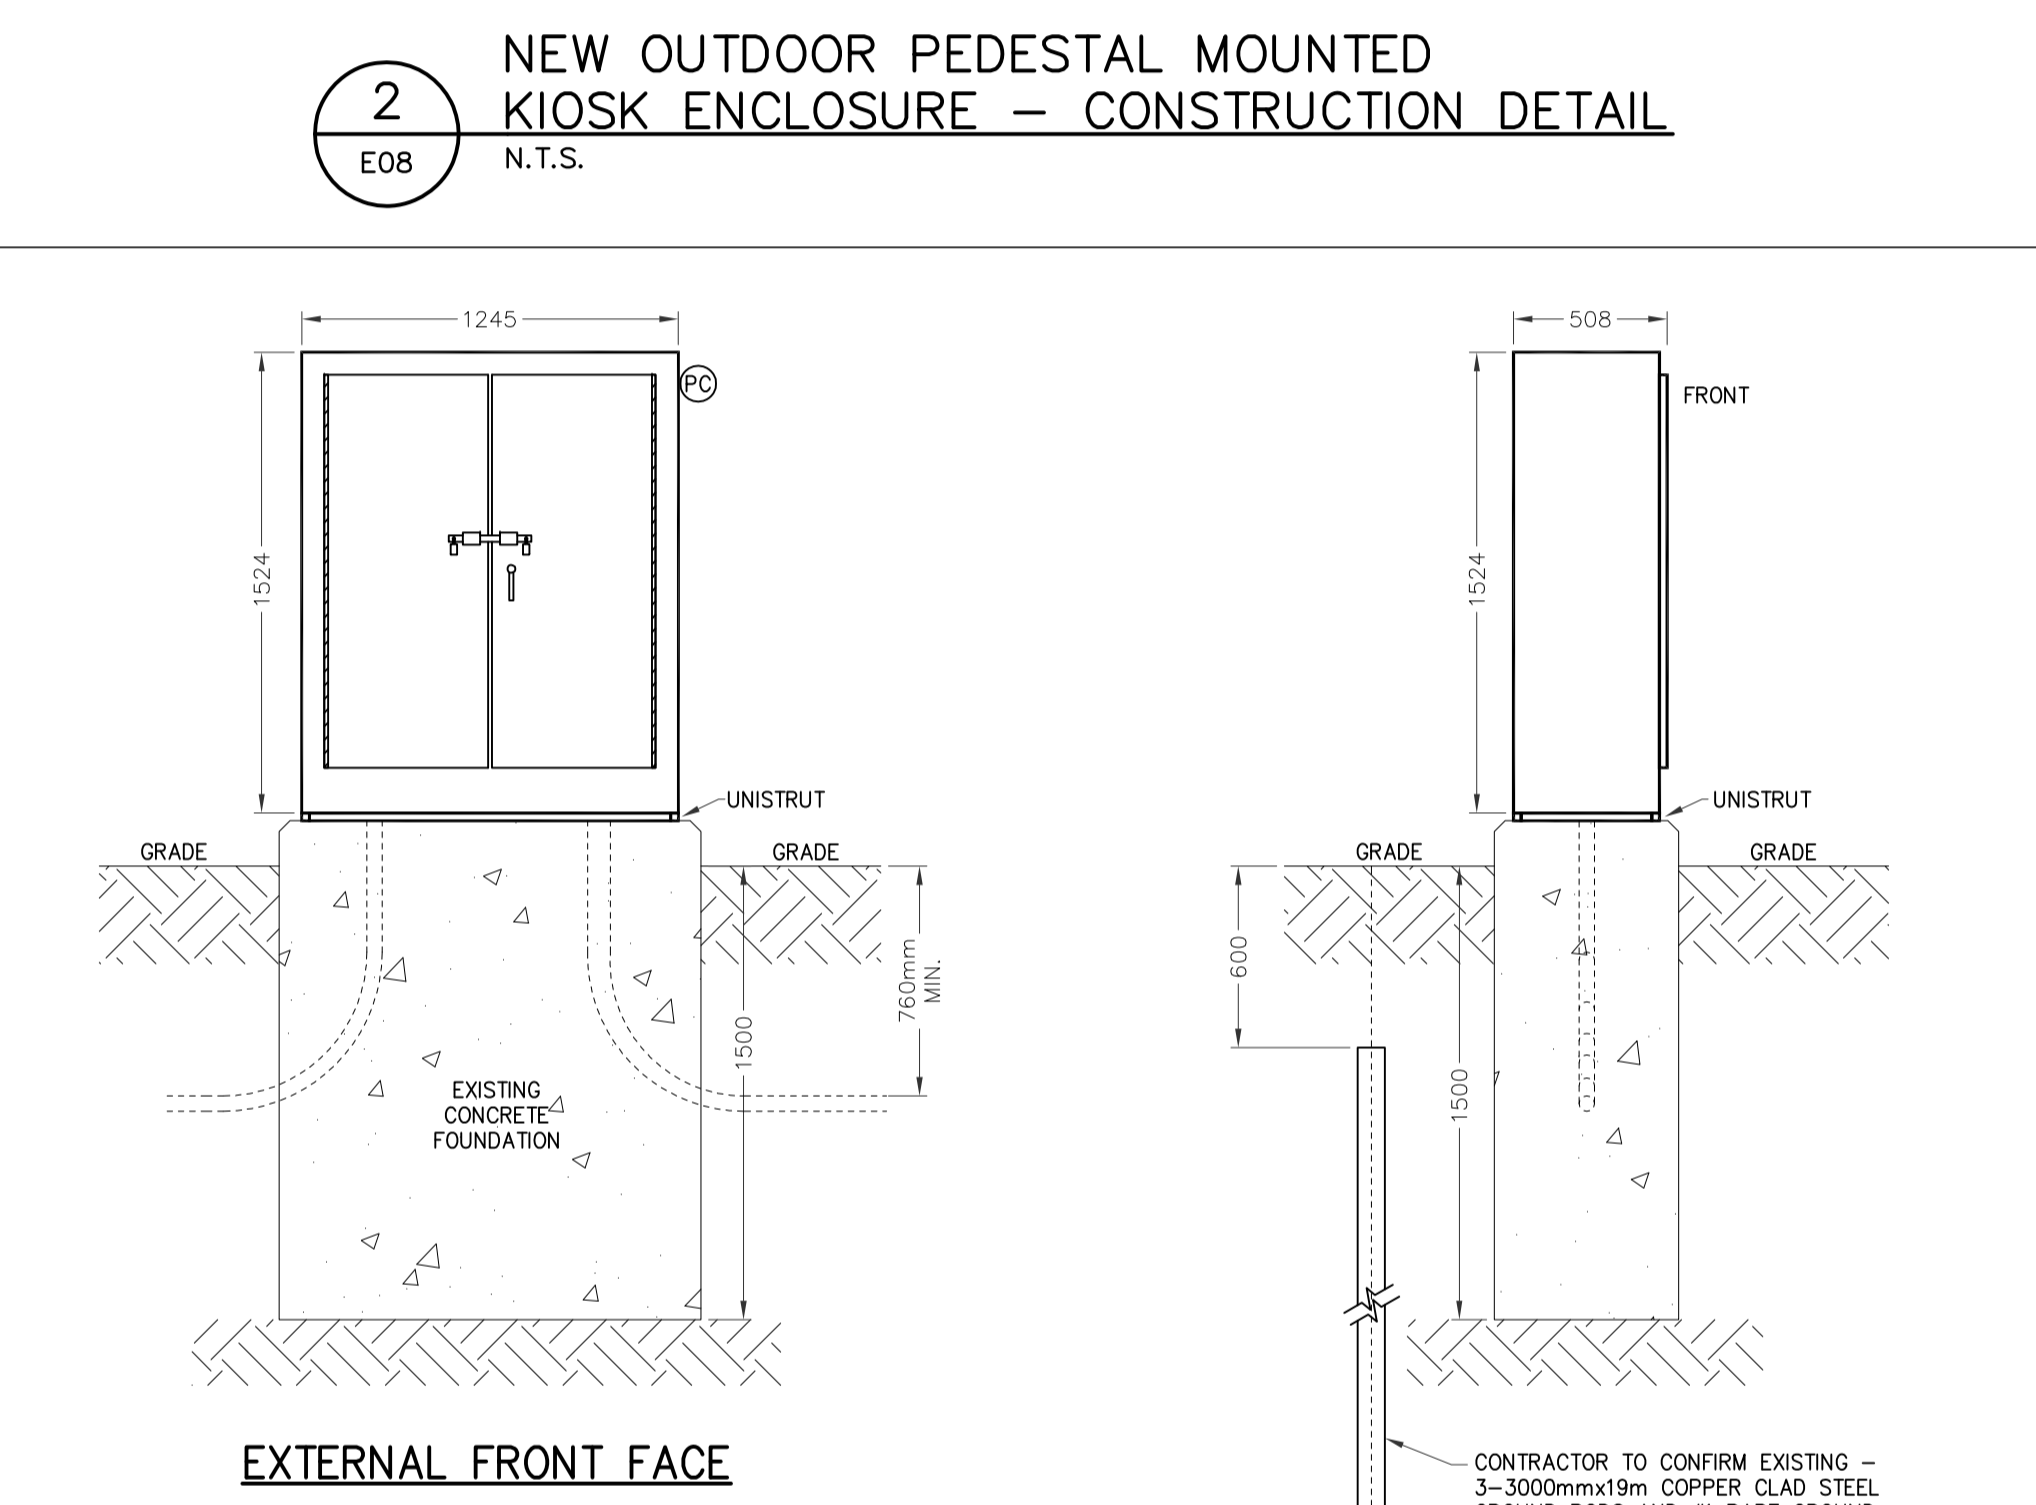 2
E08
NEW OUTDOOR PEDESTAL MOUNTED
KIOSK ENCLOSURE – CONSTRUCTION DETAIL
N.T.S.
1245
1524
PC
UNISTRUT
GRADE
GRADE
760mm
MIN.
1500
EXISTING
CONCRETE
FOUNDATION
EXTERNAL FRONT FACE
508
1524
FRONT
UNISTRUT
GRADE
GRADE
600
1500
CONTRACTOR TO CONFIRM EXISTING –
3–3000mmx19m COPPER CLAD STEEL